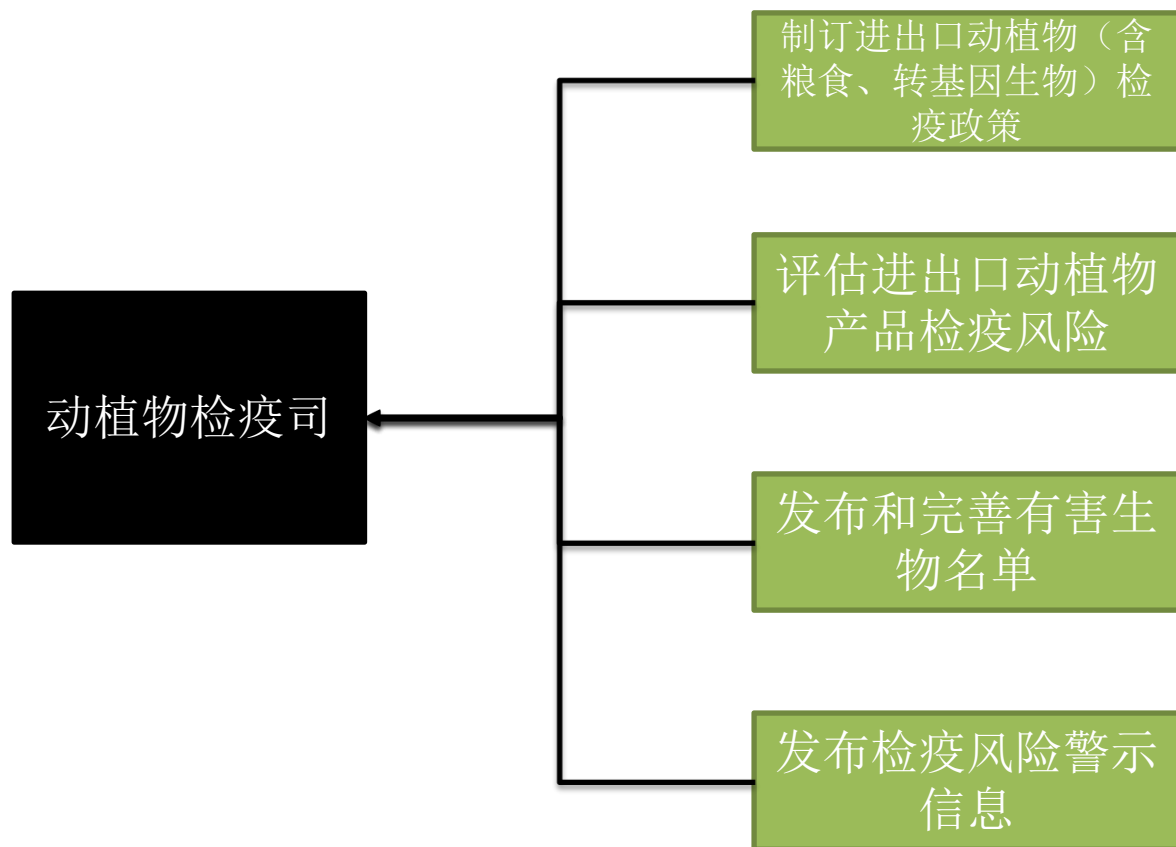 制订进出口动植物（含
粮食、转基因生物）检
疫政策
评估进出口动植物
产品检疫风险
动植物检疫司
发布和完善有害生
物名单
发布检疫风险警示
信息